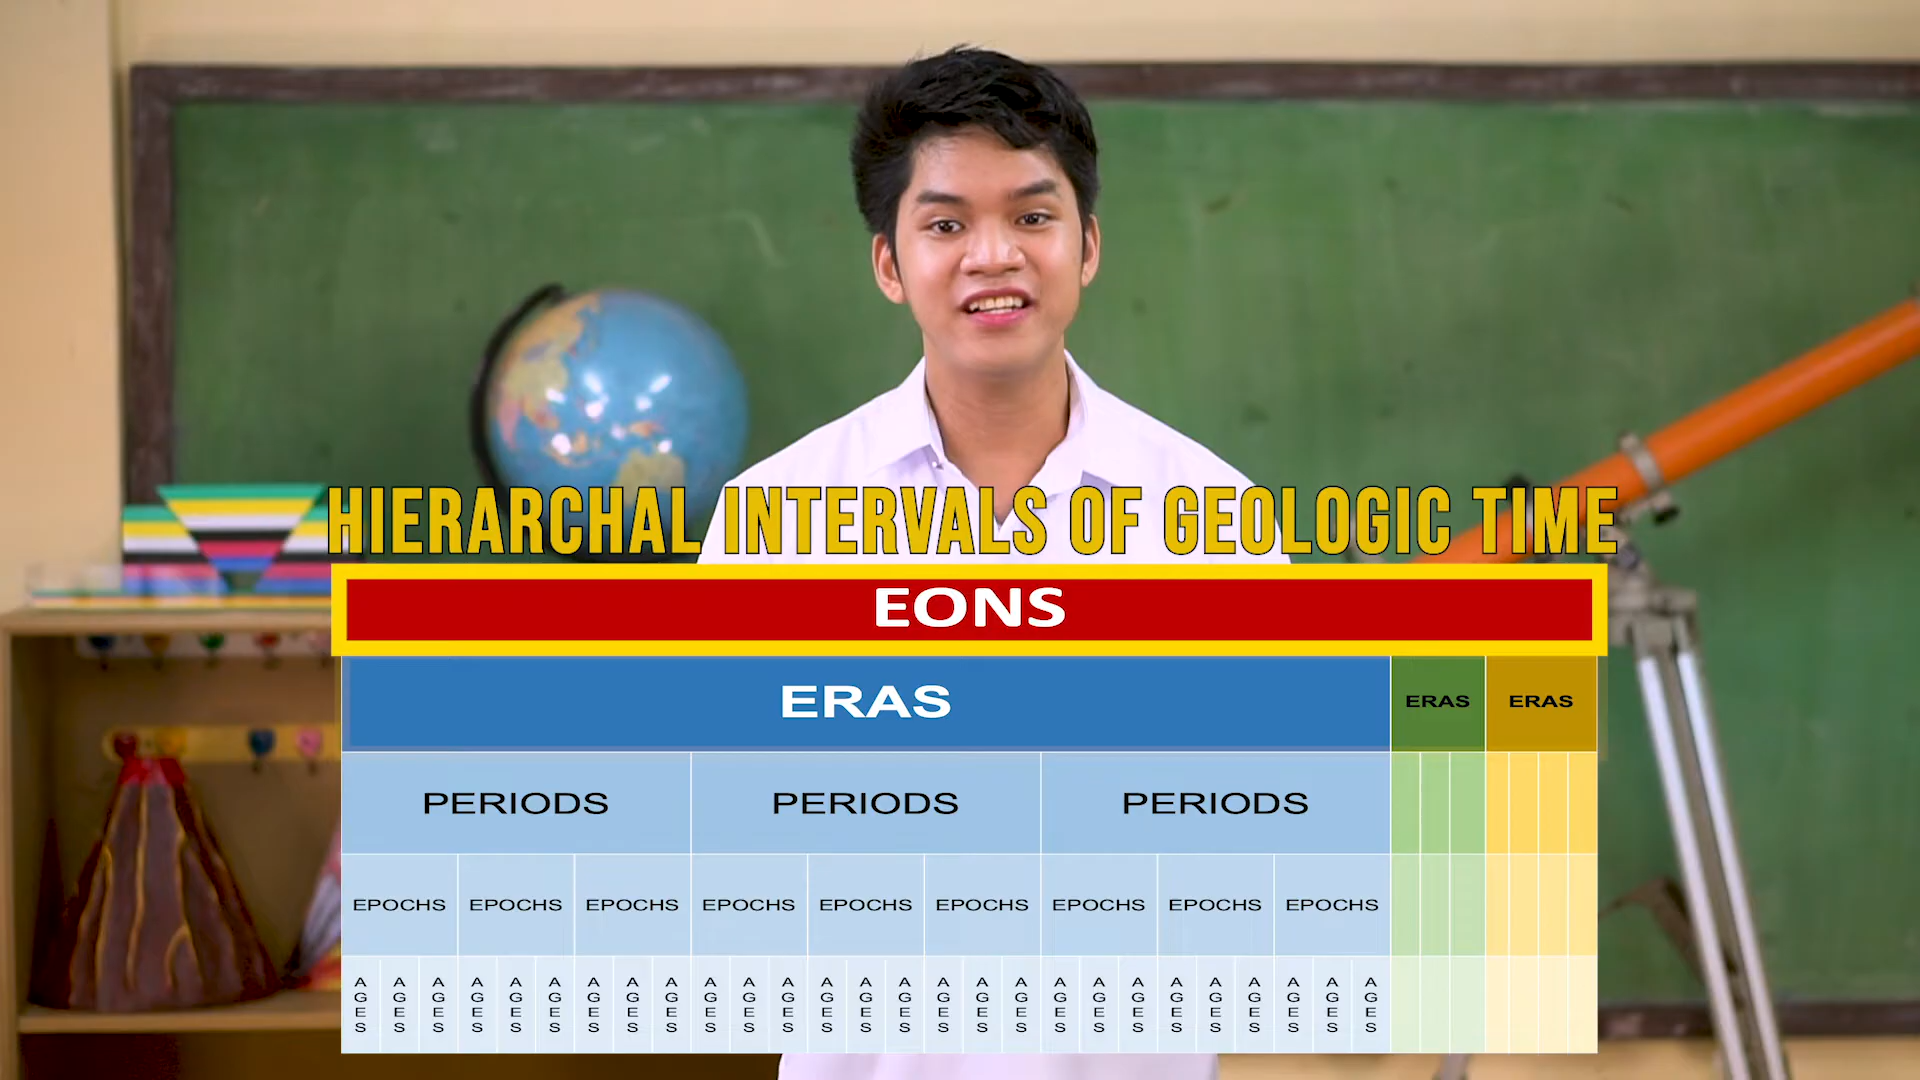 HIERARCHAL INTERVALS OF GEOLOGIC TIME
EONS
ERAS ERAS ERAS
PERIODS PERIODS PERIODS
EPOCHS EPOCHS EPOCHS EPOCHS EPOCHS EPOCHS EPOCHS EPOCHS EPOCHS
AGES AGES AGES AGES AGES AGES AGES AGES AGES AGES AGES AGES AGES AGES AGES AGES AGES AGES AGES AGES AGES AGES AGES AGES AGES AGES AGES